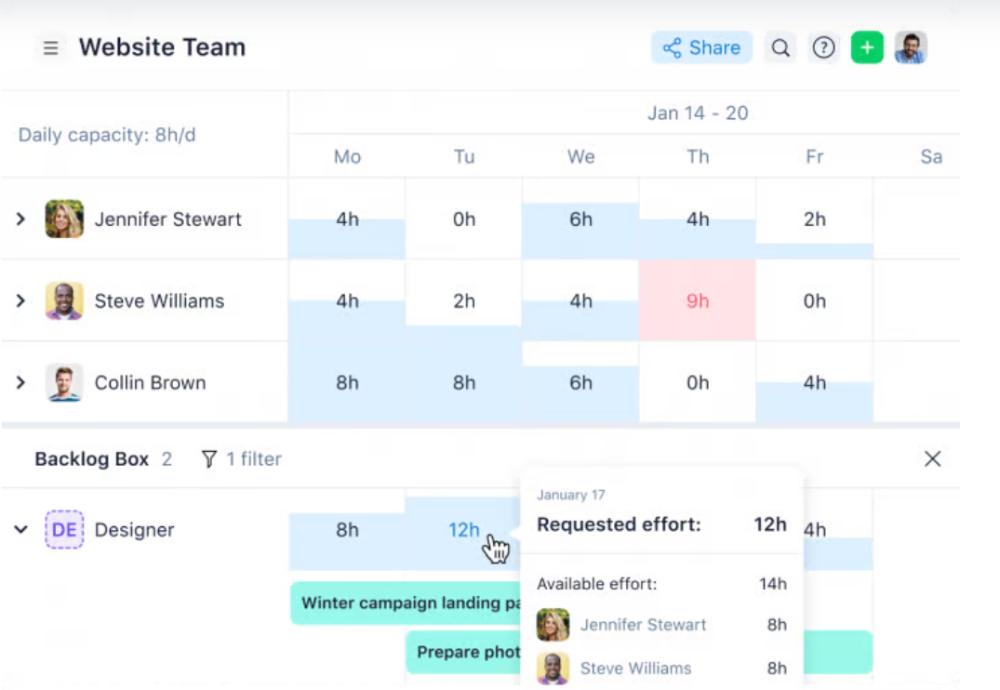 Website Team
Share
Daily capacity: 8h/d
Jan 14 - 20
Mo Tu We Th Fr Sa
Jennifer Stewart 4h 0h 6h 4h 2h
Steve Williams 4h 2h 4h 9h 0h
Collin Brown 8h 8h 6h 0h 4h
Backlog Box 2 1 filter
DE Designer 8h 12h 4h
January 17
Requested effort: 12h
Available effort: 14h
Winter campaign landing pa
Jennifer Stewart 8h
Prepare phot
Steve Williams 8h